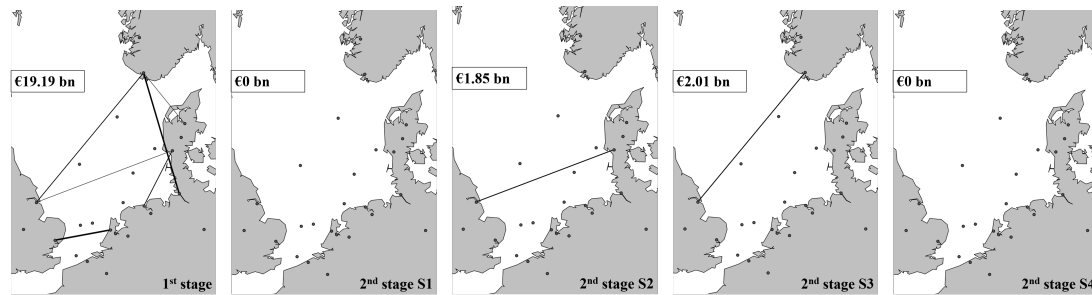 €19.19 bn
1st stage
€0 bn
2nd stage S1
€1.85 bn
2nd stage S2
€2.01 bn
2nd stage S3
€0 bn
2nd stage S4